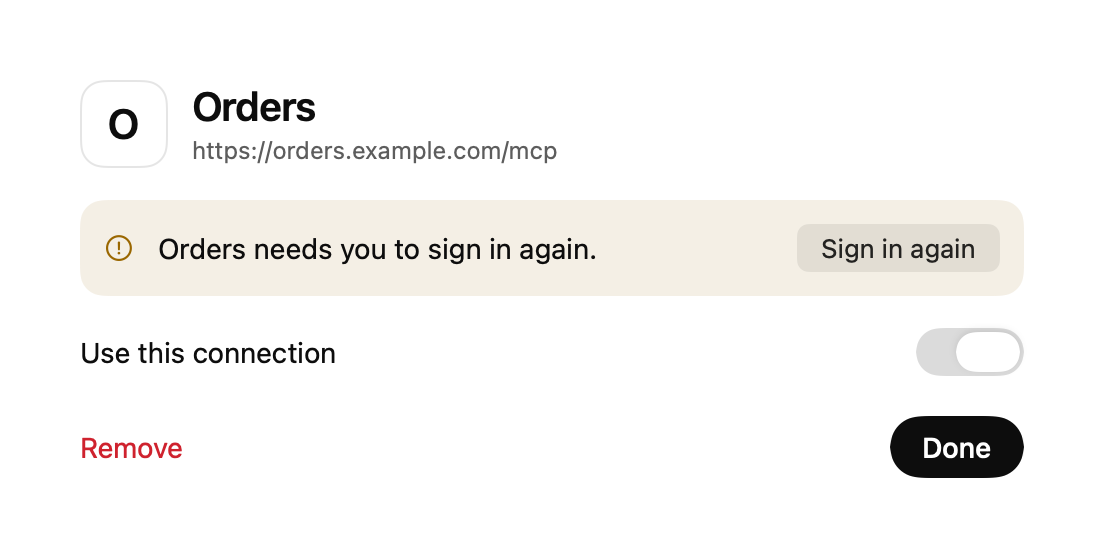 O
Orders
https://orders.example.com/mcp
Orders needs you to sign in again.
Sign in again
Use this connection
Remove
Done